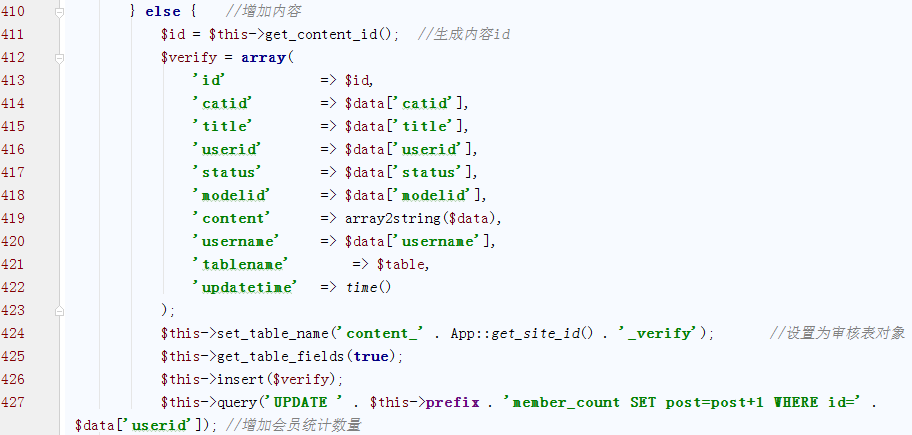 410 } else { //增加内容
411 $id = $this->get_content_id(); //生成内容id
412 $verify = array(
413 'id' => $id,
414 'catid' => $data['catid'],
415 'title' => $data['title'],
416 'userid' => $data['userid'],
417 'status' => $data['status'],
418 'modelid' => $data['modelid'],
419 'content' => array2string($data),
420 'username' => $data['username'],
421 'tablename' => $table,
422 'updatetime' => time()
423 );
424 $this->set_table_name('content_' . App::get_site_id() . '_verify'); //设置为审核表对象
425 $this->get_table_fields(true);
426 $this->insert($verify);
427 $this->query('UPDATE ' . $this->prefix . 'member_count SET post=post+1 WHERE id=' .
$data['userid']); //增加会员统计数量